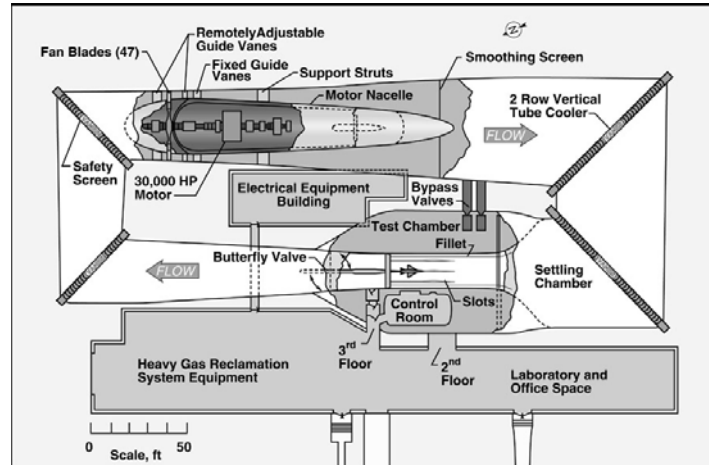 RemotelyAdjustable
Guide Vanes
Fan Blades (47)
Fixed Guide
Vanes
Support Struts
Motor Nacelle
Smoothing Screen
2 Row Vertical
Tube Cooler
FLOW
Safety
Screen
30,000 HP
Motor
Electrical Equipment
Building
Bypass
Valves
Test Chamber
Fillet
Butterfly Valve
FLOW
Settling
Chamber
Slots
Control
Room
3rd
Floor
2nd
Floor
Heavy Gas Reclamation
System Equipment
Laboratory and
Office Space
0 50
Scale, ft